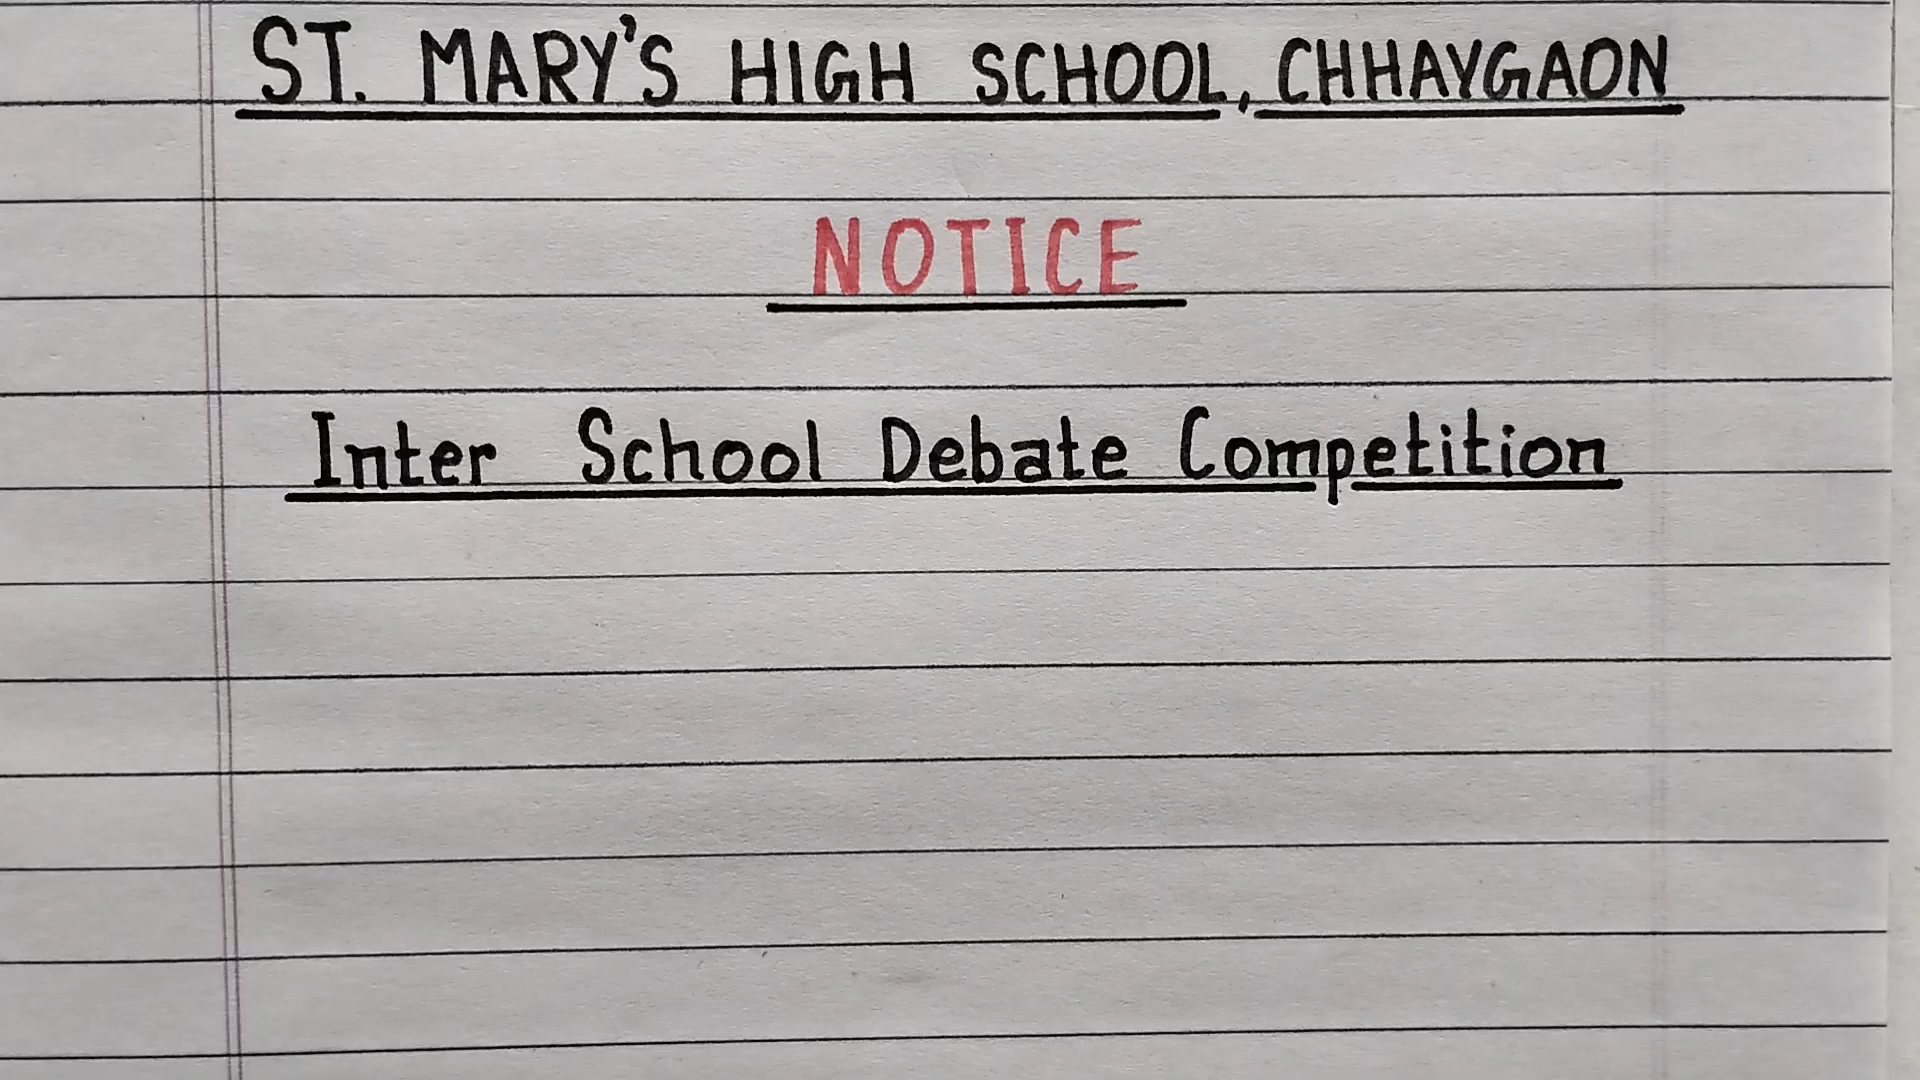 ST. MARY'S HIGH SCHOOL, CHHAYGAON
NOTICE
Inter School Debate Competition